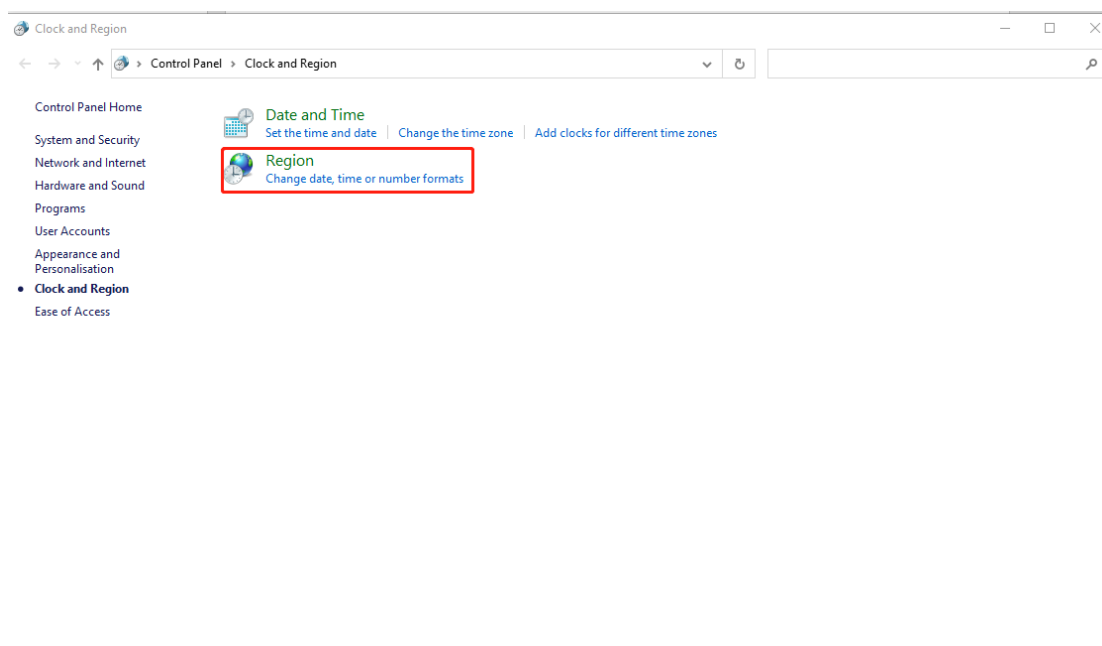 Clock and Region
Control Panel > Clock and Region
Control Panel Home
System and Security
Network and Internet
Hardware and Sound
Programs
User Accounts
Appearance and
Personalisation
Clock and Region
Ease of Access
Date and Time
Set the time and date | Change the time zone | Add clocks for different time zones
Region
Change date, time or number formats